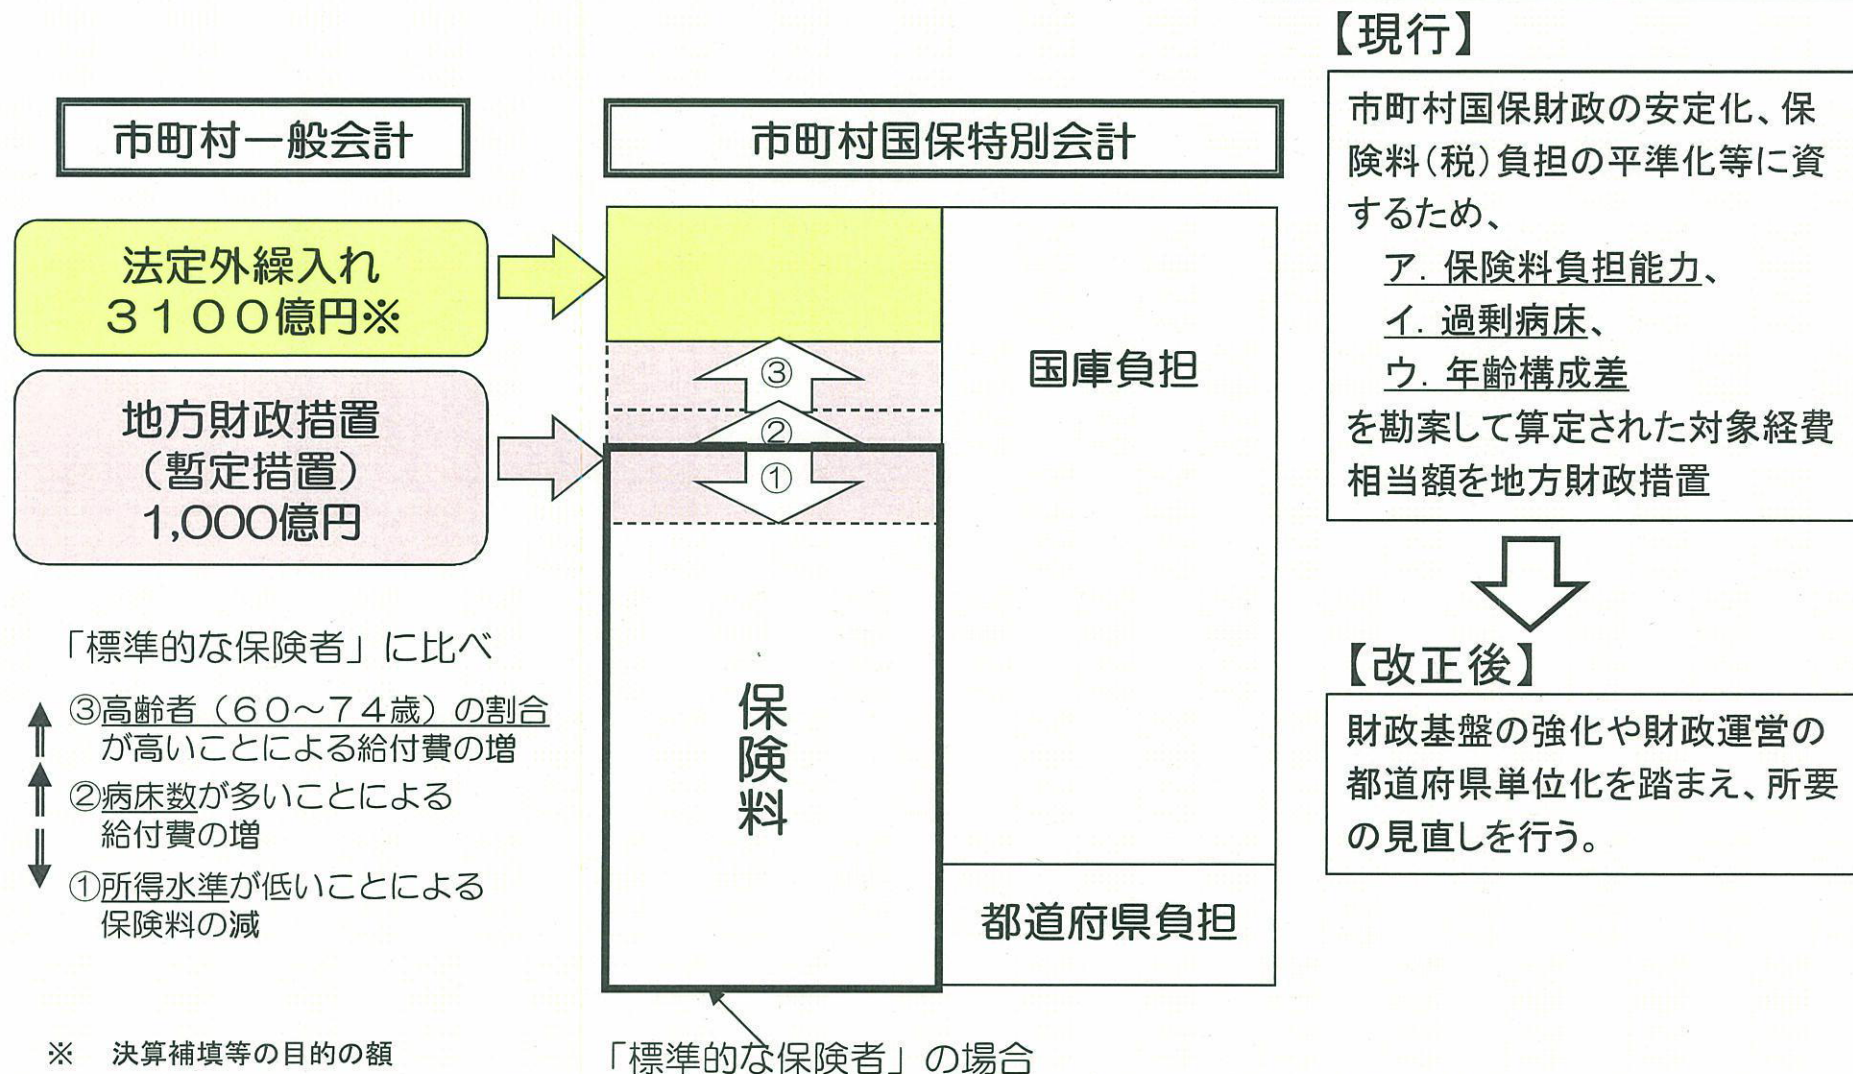 市町村一般会計
法定外繰入れ
３１００億円※
地方財政措置
（暫定措置）
1,000億円
「標準的な保険者」に比べ
③高齢者（６０～７４歳）の割合
が高いことによる給付費の増
②病床数が多いことによる
給付費の増
①所得水準が低いことによる
保険料の減
※　決算補填等の目的の額
市町村国保特別会計
③
②
①
保険料
国庫負担
都道府県負担
「標準的な保険者」の場合
【現行】
市町村国保財政の安定化、保
険料（税）負担の平準化等に資
するため、
ア．保険料負担能力、
イ．過剰病床、
ウ．年齢構成差
を勘案して算定された対象経費
相当額を地方財政措置
【改正後】
財政基盤の強化や財政運営の
都道府県単位化を踏まえ、所要
の見直しを行う。